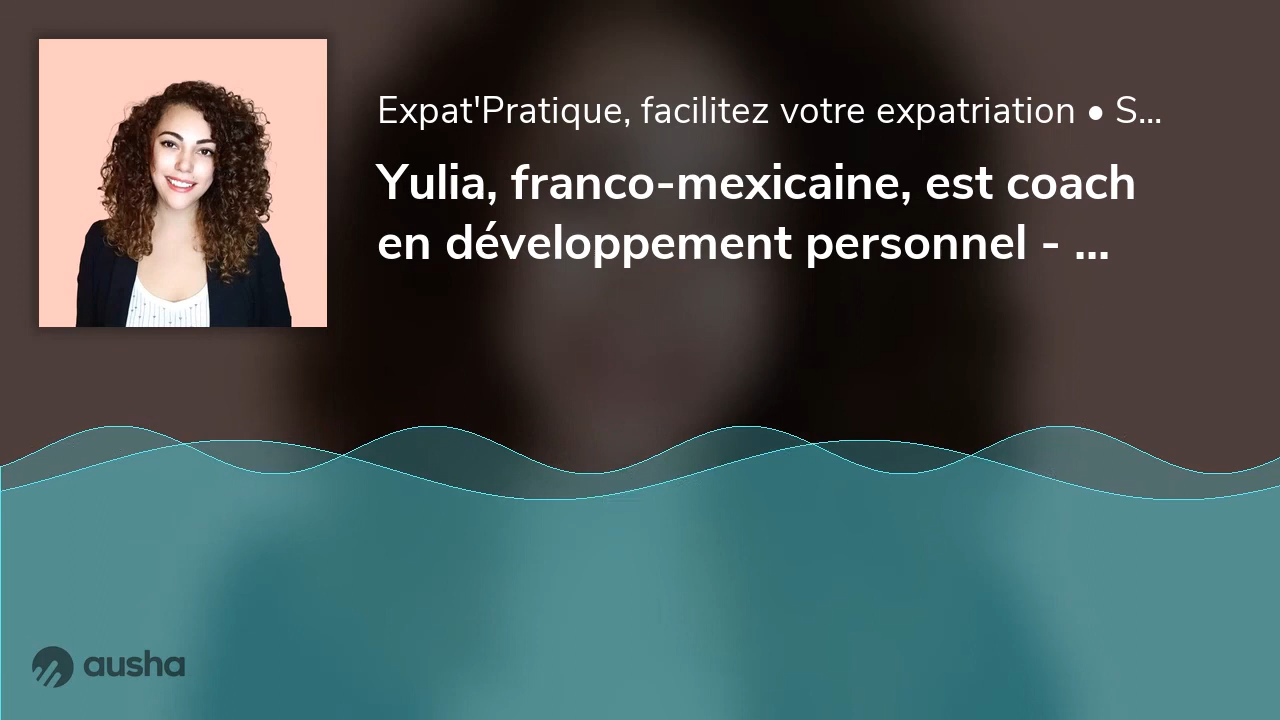 Expat'Pratique, facilitez votre expatriation • S...
Yulia, franco-mexicaine, est coach
en développement personnel - ...
ausha